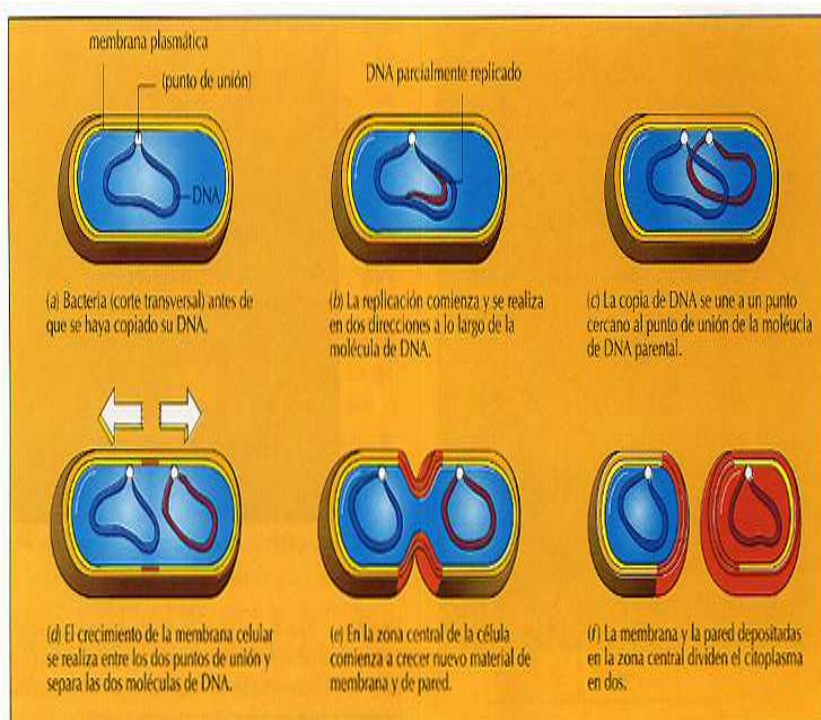 membrana plasmática
(punto de unión)
DNA
DNA parcialmente replicado
(a) Bacteria (corte transversal) antes de
que se haya copiado su DNA.
(b) La replicación comienza y se realiza
en dos direcciones a lo largo de la
molécula de DNA.
(c) La copia de DNA se une a un punto
cercano al punto de unión de la moléucla
de DNA parental.
(d) El crecimiento de la membrana celular
se realiza entre los dos puntos de unión y
separa las dos moléculas de DNA.
(e) En la zona central de la célula
comienza a crecer nuevo material de
membrana y de pared.
(f) La membrana y la pared depositadas
en la zona central dividen el citoplasma
en dos.